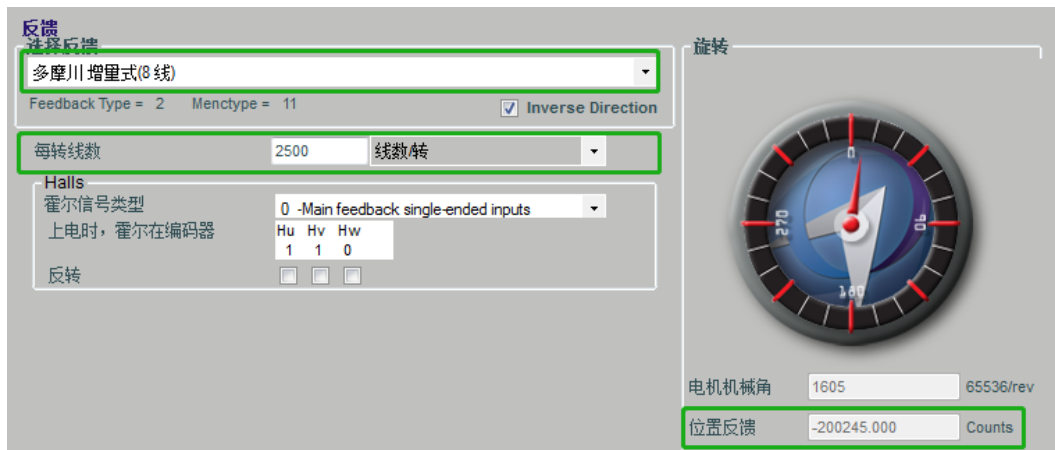 反馈
选择反馈
多摩川 增量式(8 线)
Feedback Type = 2 Menctype = 11 Inverse Direction
每转线数 2500 线数/转
Halls
霍尔信号类型 0 -Main feedback single-ended inputs
上电时，霍尔在编码器 Hu Hv Hw
1 1 0
反转
旋转
0
90
180
270
电机机械角 1605 65536/rev
位置反馈 -200245.000 Counts